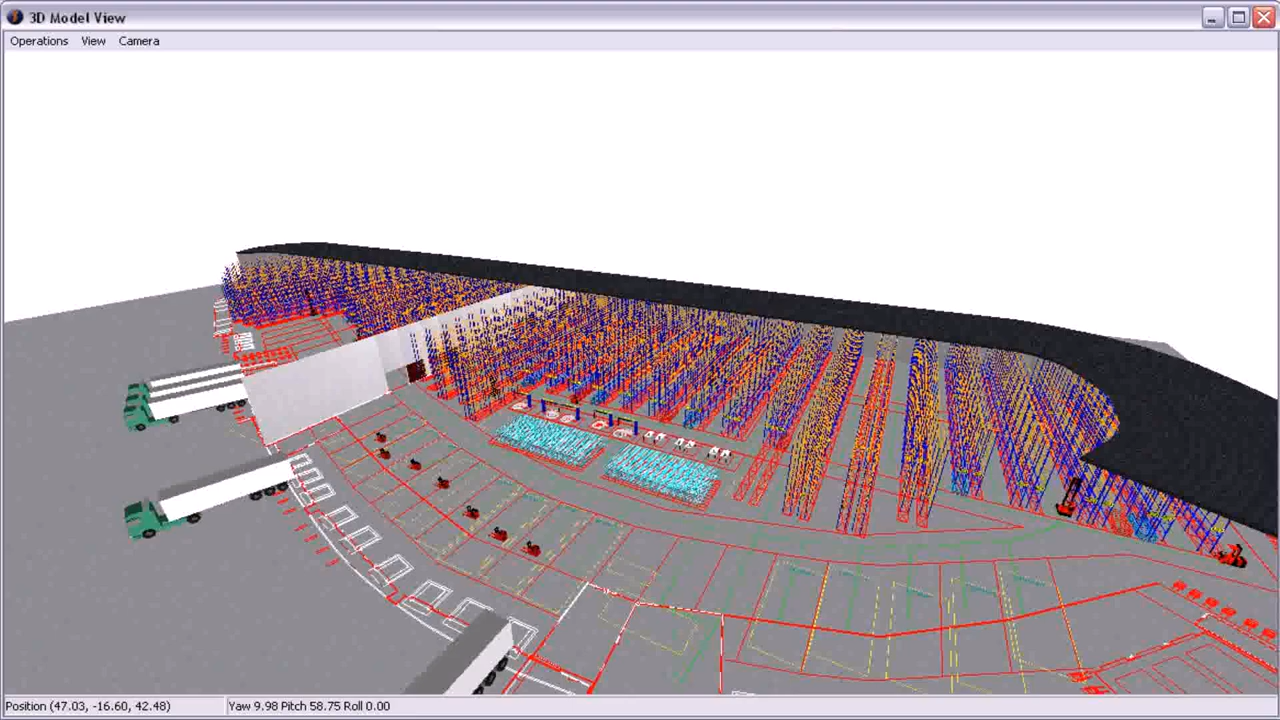 3D Model View
Operations View Camera
Position (47.03, -16.60, 42.48) Yaw 9.98 Pitch 58.75 Roll 0.00